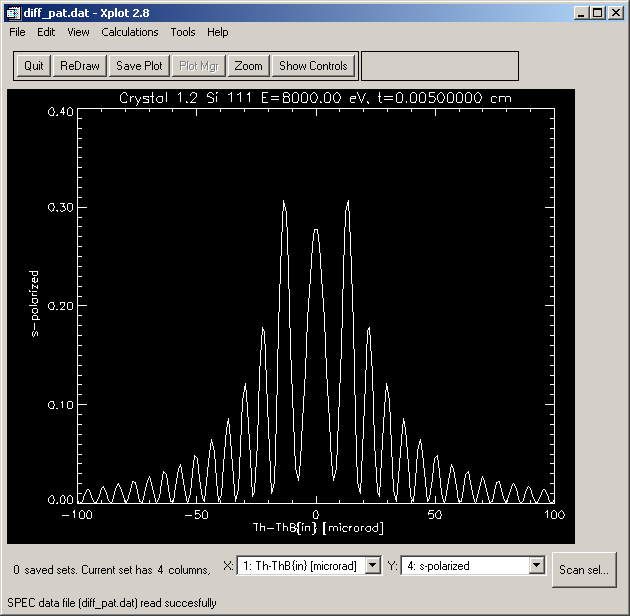 diff_pat.dat - Xplot 2.8
File Edit View Calculations Tools Help
Quit ReDraw Save Plot Plot Mgr Zoom Show Controls
Crystal 1.2 Si 111 E=8000.00 eV, t=0.00500000 cm
0.40
0.30
0.20
0.10
0.00
s-polarized
-100 -50 0 50 100
Th-ThB{in} [microrad]
0 saved sets. Current set has 4 columns, X: 1: Th-ThB{in} [microrad] Y: 4: s-polarized Scan sel...
SPEC data file (diff_pat.dat) read succesfully